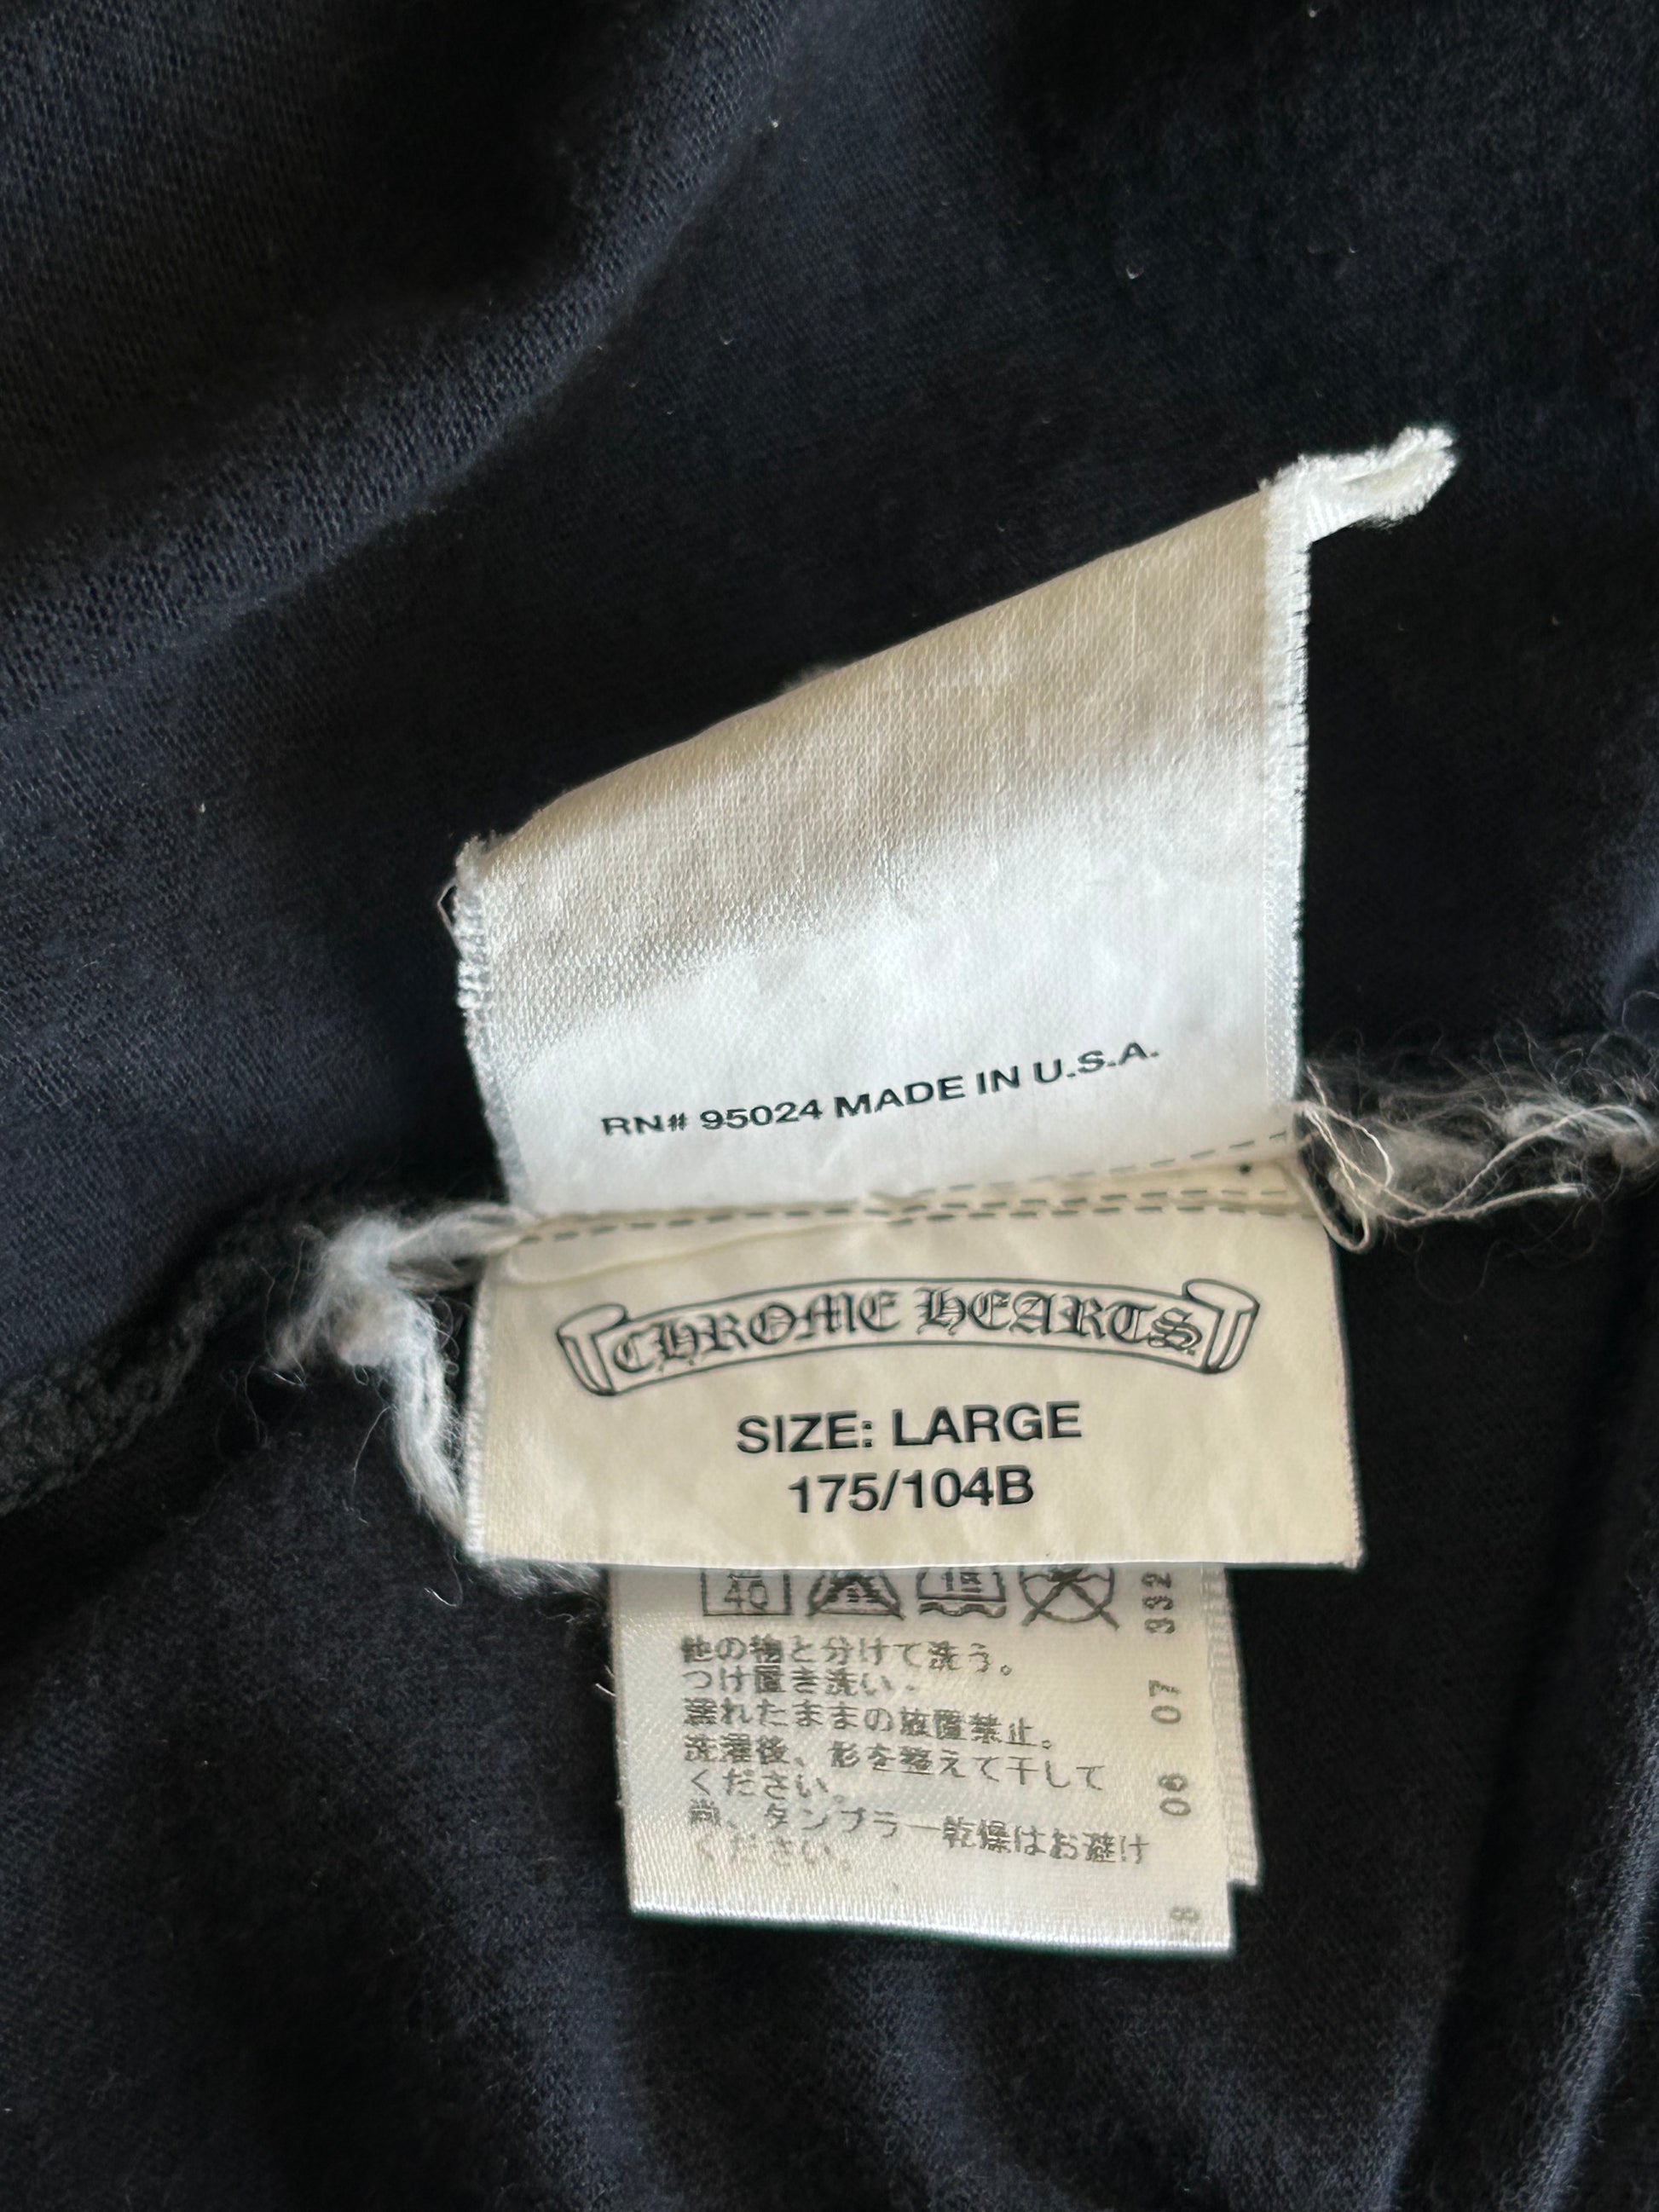 RN# 95024 MADE IN U.S.A.
CHROME HEARTS
SIZE: LARGE
175/104B
40
他の物と分けて洗う。
つけ置き洗い
濡れたままの放置禁止。
洗濯後、形を整えて干して
ください。
尚、タンブラー乾燥はお避け
ください。
332
07
06
8